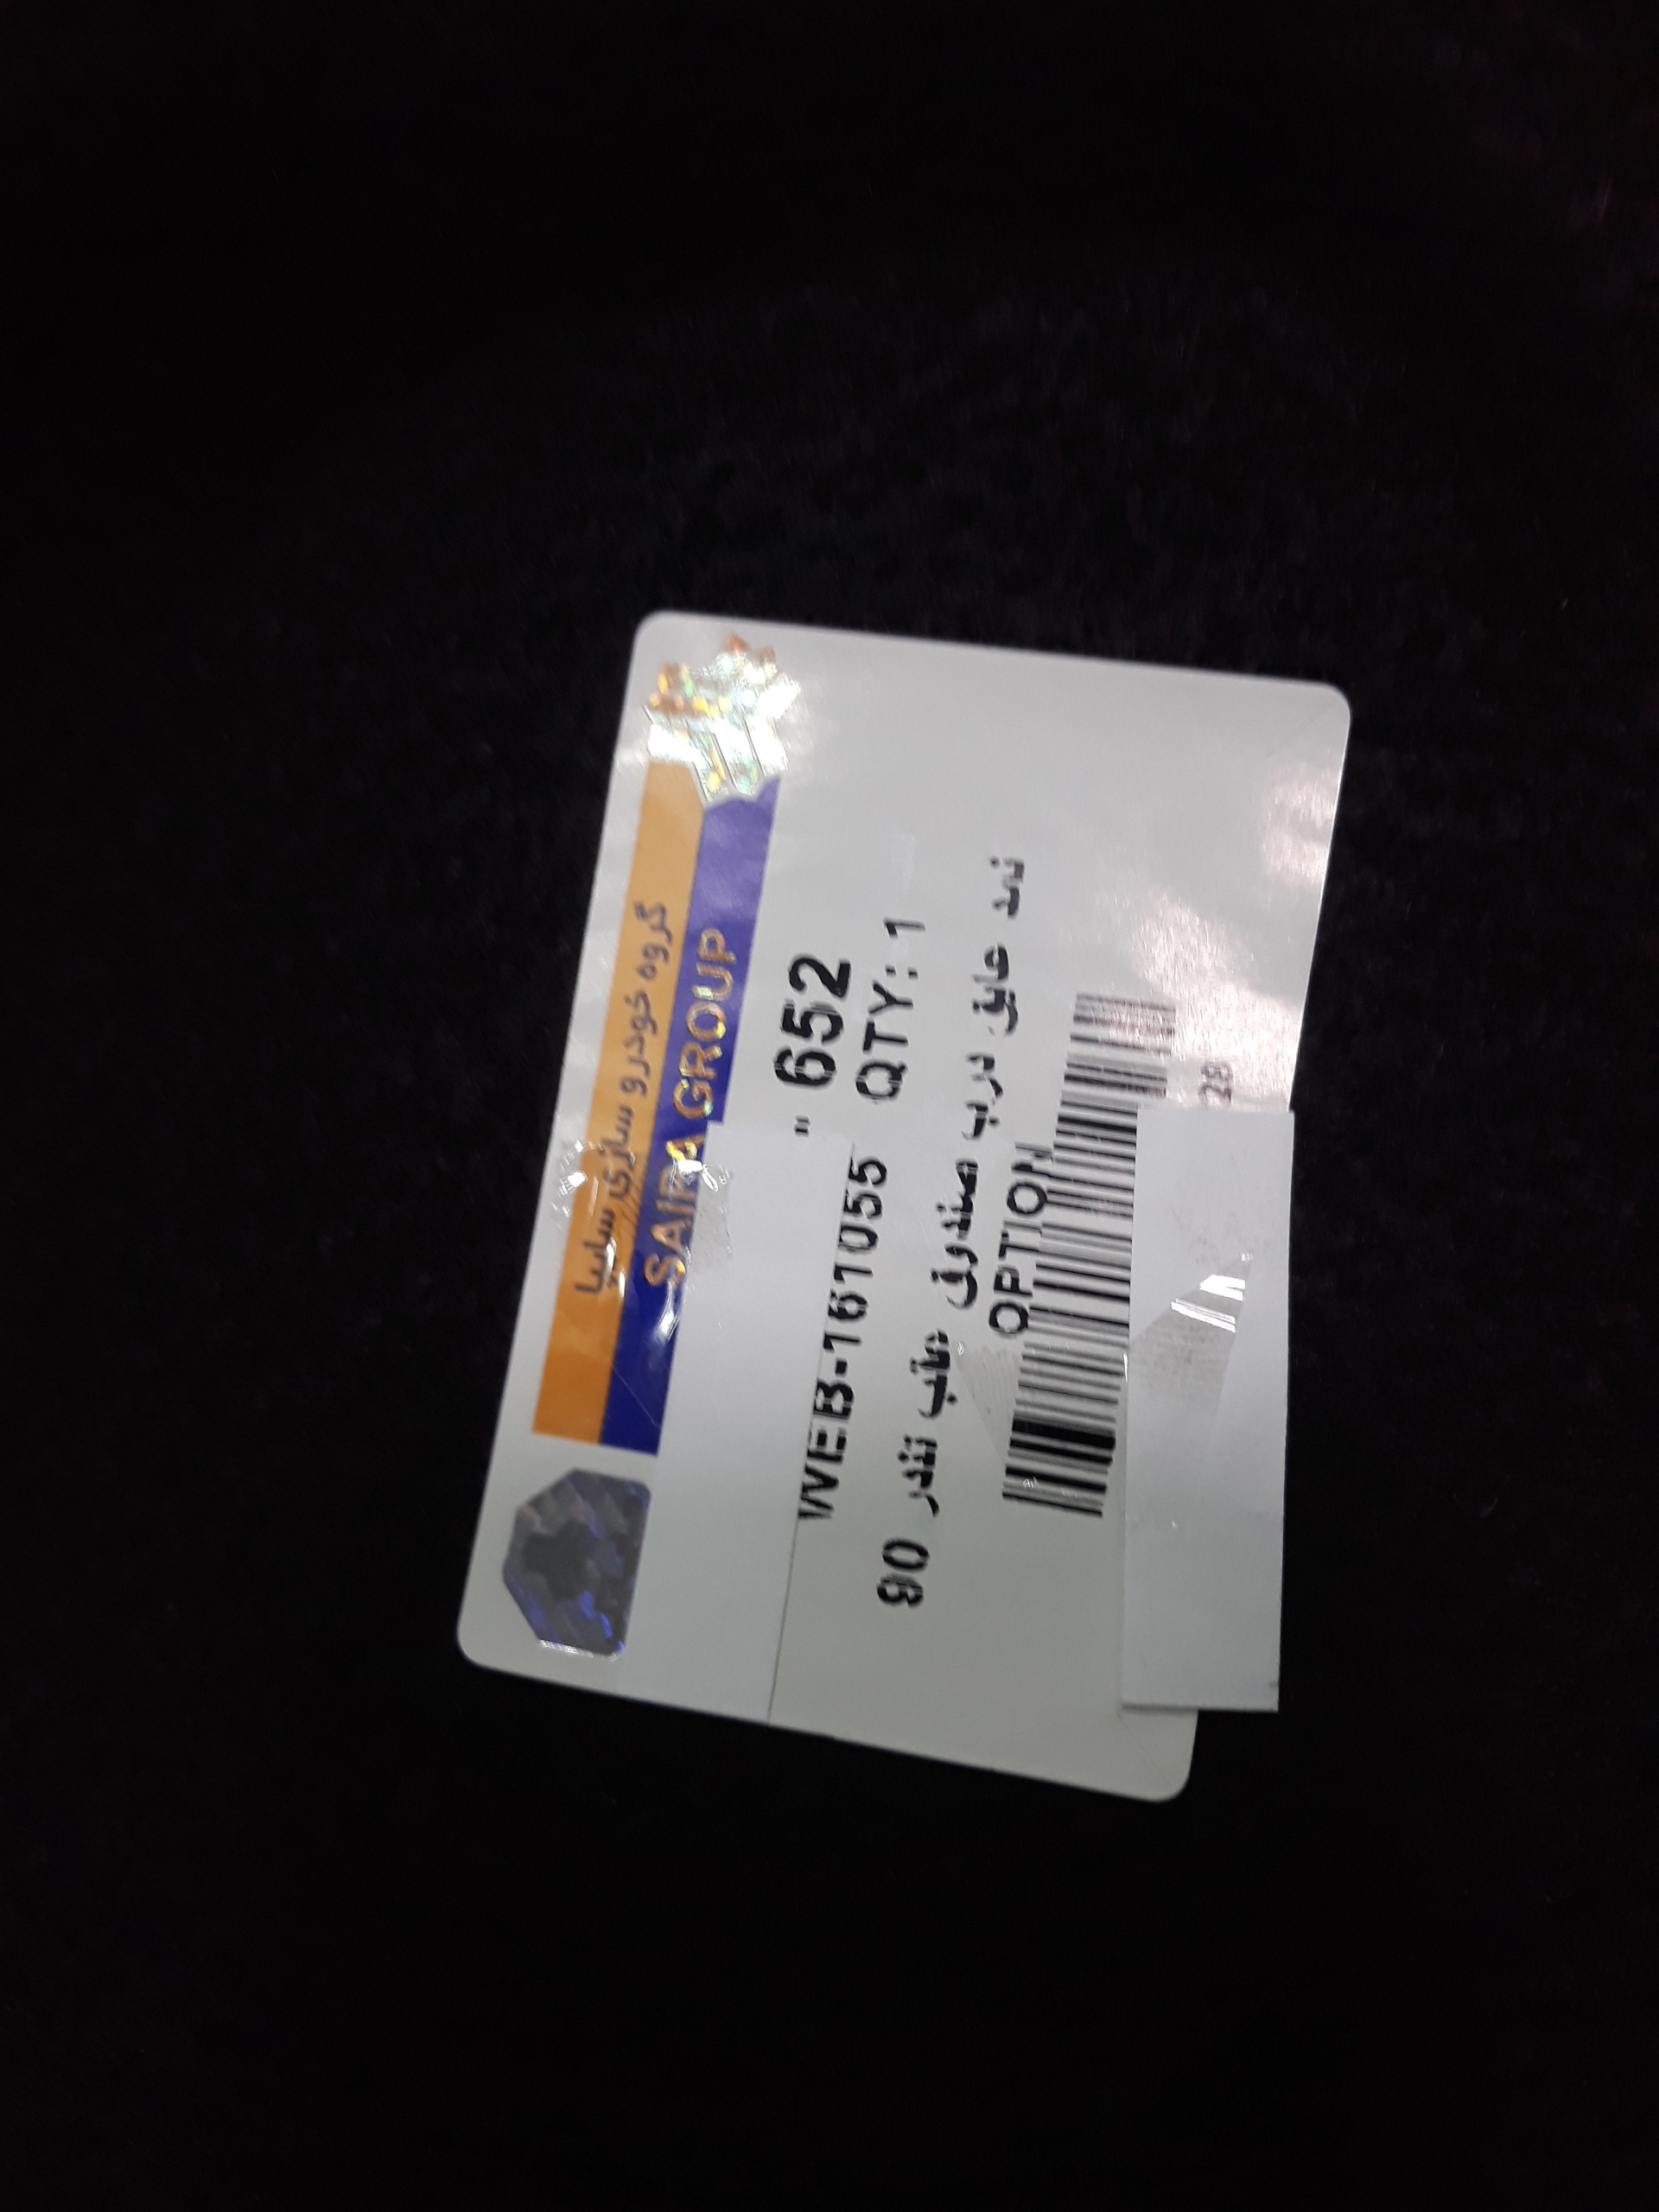 گروه خودرو سازی سایپا
SAIPA GROUP
" 652
WEB-161055 QTY: 1
نمد عایق درب صندوق عقب تندر 90
OPTION
28